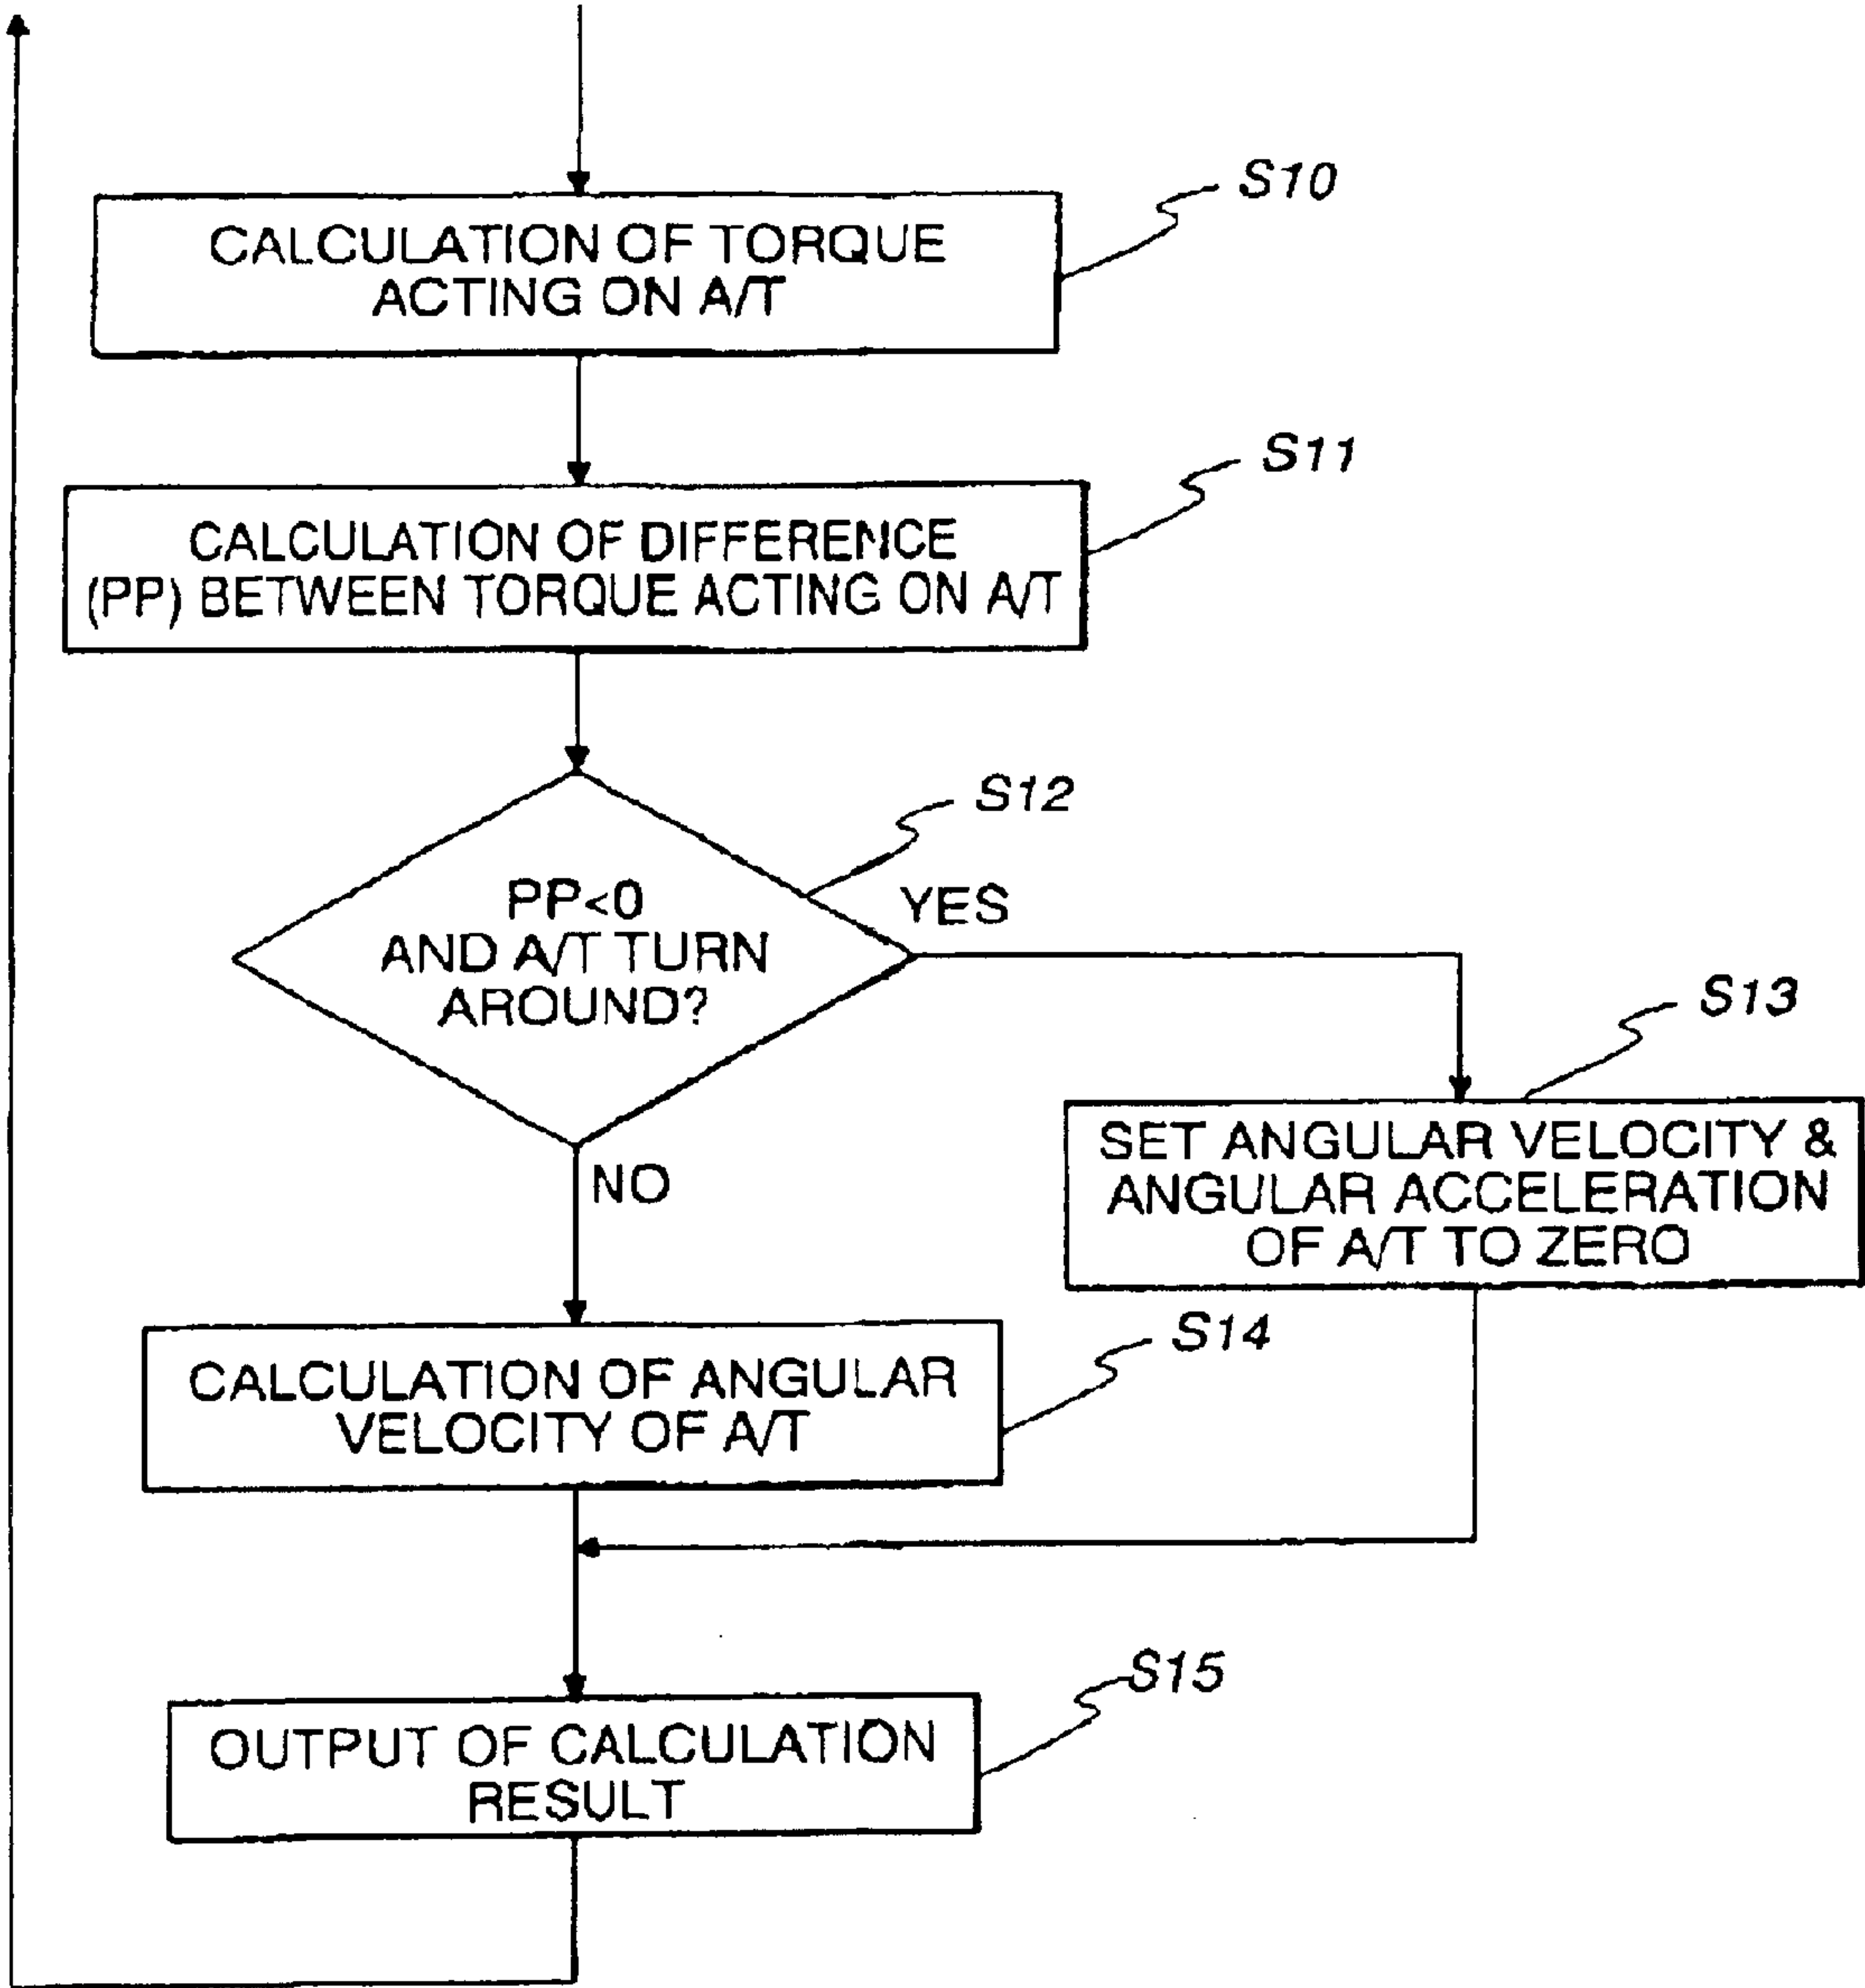 S10
CALCULATION OF TORQUE
ACTING ON A/T
S11
CALCULATION OF DIFFERENCE
(PP) BETWEEN TORQUE ACTING ON A/T
S12
PP<0
AND A/T TURN
AROUND?
YES
NO
S13
SET ANGULAR VELOCITY &
ANGULAR ACCELERATION
OF A/T TO ZERO
S14
CALCULATION OF ANGULAR
VELOCITY OF A/T
S15
OUTPUT OF CALCULATION
RESULT